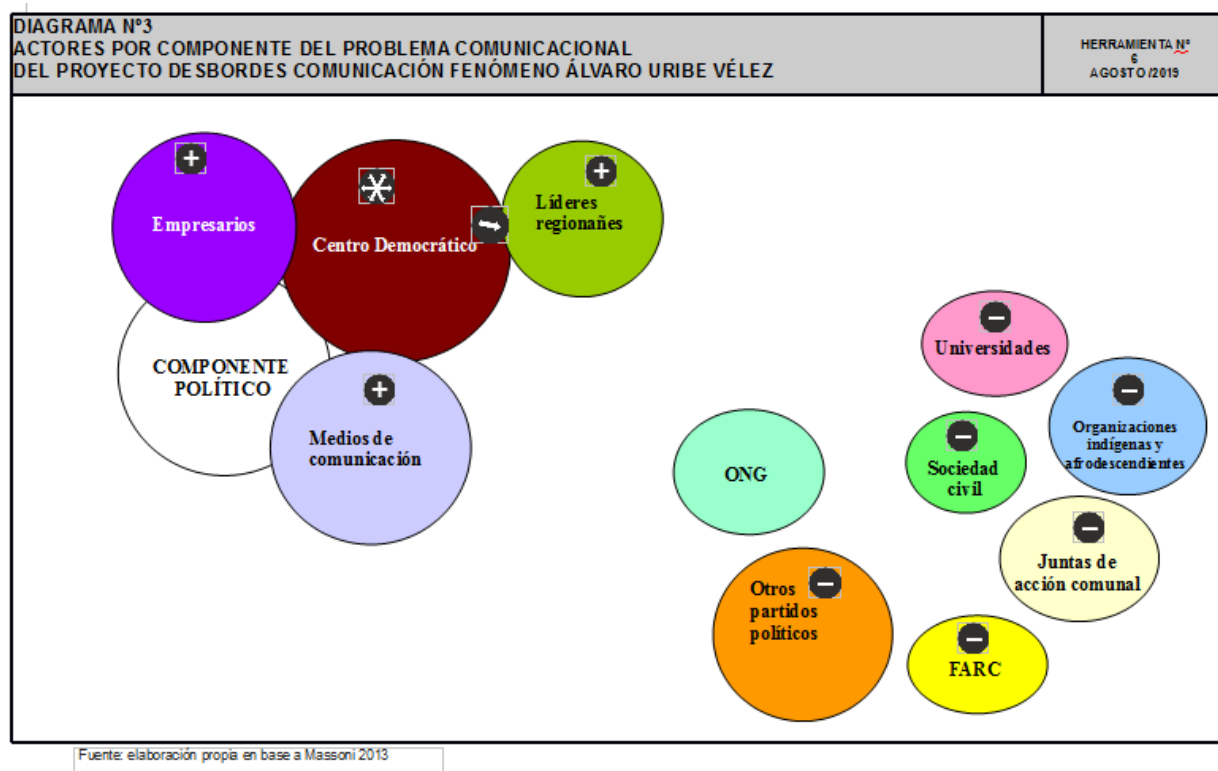 DIAGRAMA Nº3
ACTORES POR COMPONENTE DEL PROBLEMA COMUNICACIONAL
DEL PROYECTO DESBORDES COMUNICACIÓN FENÓMENO ÁLVARO URIBE VÉLEZ
HERRAMIENTA Nº
6
AGOSTO /2019
Empresarios
Centro Democrático
Líderes
regionañes
COMPONENTE
POLÍTICO
Medios de
comunicación
Universidades
Organizaciones
indígenas y
afrodescendientes
ONG
Sociedad
civil
Juntas de
acción comunal
Otros
partidos
políticos
FARC
Fuente: elaboración propia en base a Massoni 2013